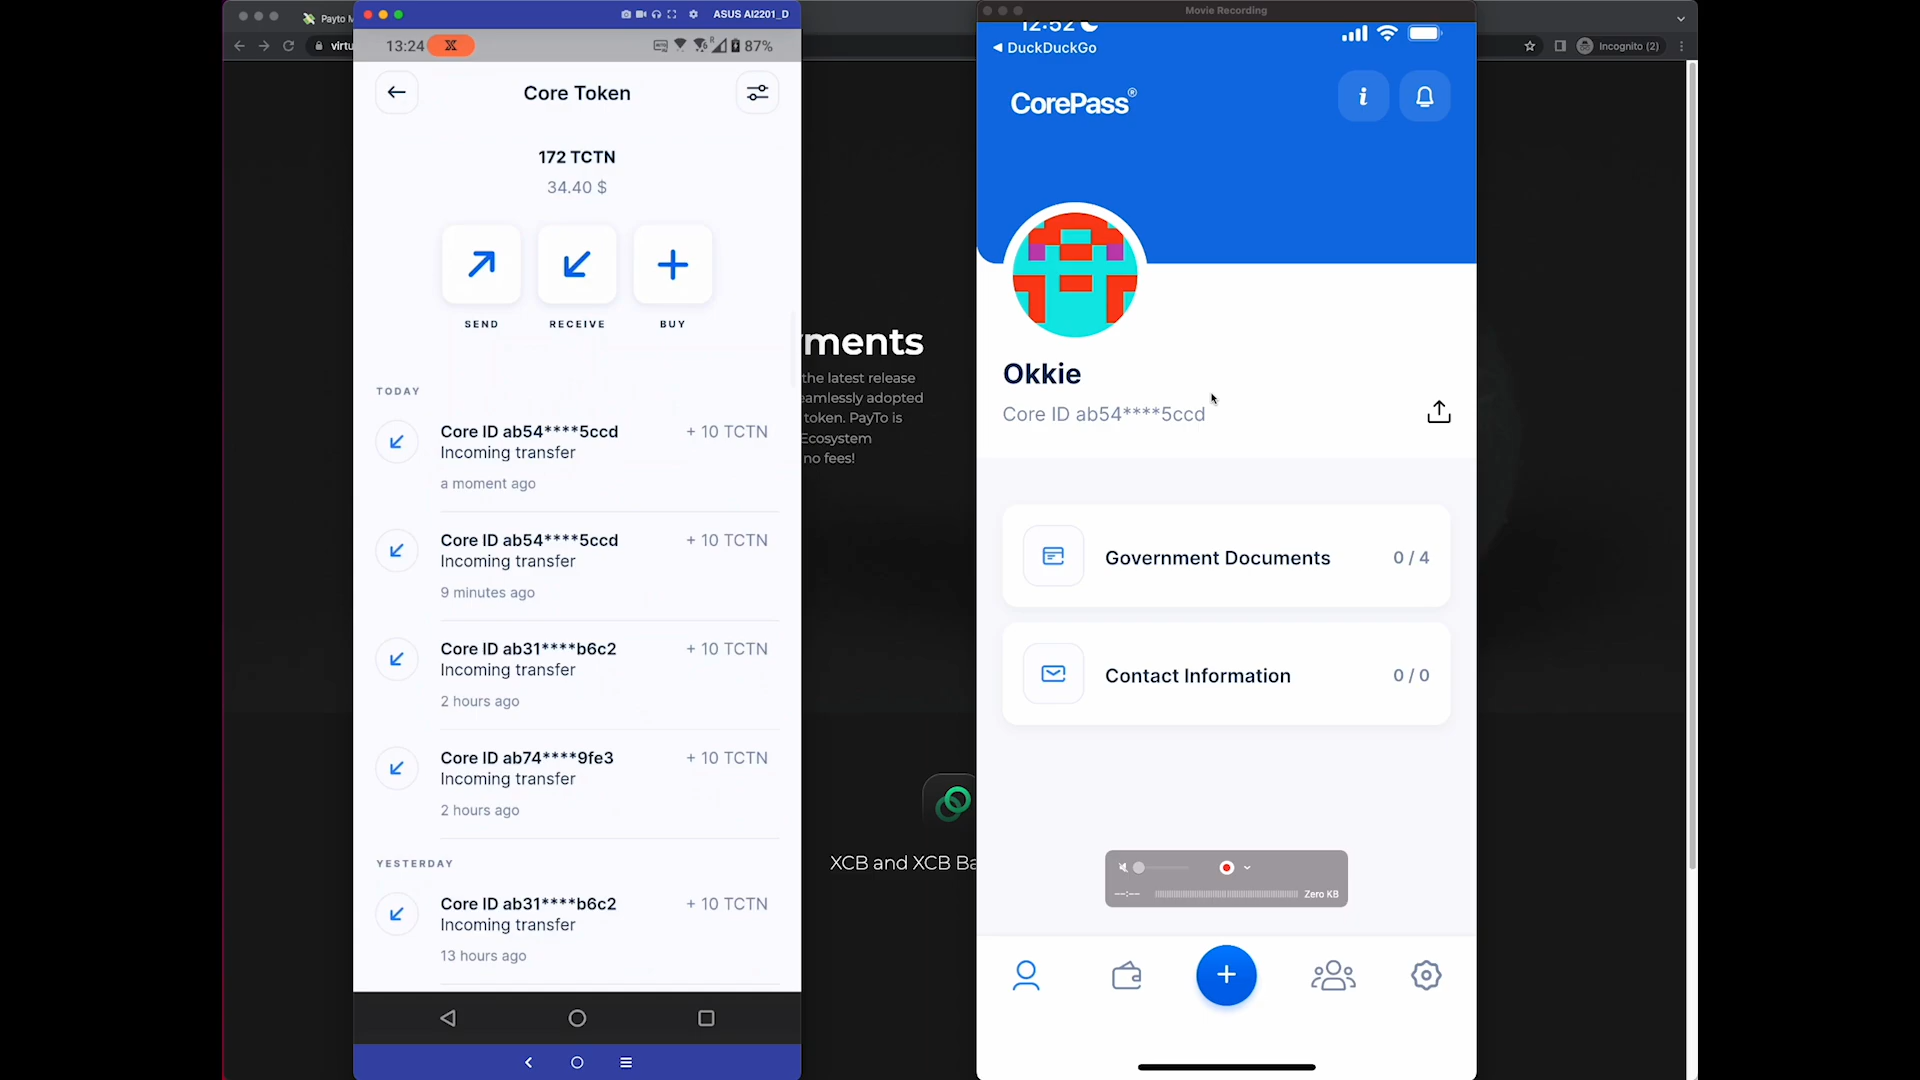 Payto M
virtu
Incognito (2)
yments
the latest release
eamlessly adopted
token. PayTo is
Ecosystem
no fees!
XCB and XCB Ba
ASUS AI2201_D
13:24
87%
Core Token
172 TCTN
34.40 $
SEND
RECEIVE
BUY
TODAY
Core ID ab54****5ccd + 10 TCTN
Incoming transfer
a moment ago
Core ID ab54****5ccd + 10 TCTN
Incoming transfer
9 minutes ago
Core ID ab31****b6c2 + 10 TCTN
Incoming transfer
2 hours ago
Core ID ab74****9fe3 + 10 TCTN
Incoming transfer
2 hours ago
YESTERDAY
Core ID ab31****b6c2 + 10 TCTN
Incoming transfer
13 hours ago
Movie Recording
12:52
DuckDuckGo
CorePass®
Okkie
Core ID ab54****5ccd
Government Documents 0 / 4
Contact Information 0 / 0
--:-- Zero KB